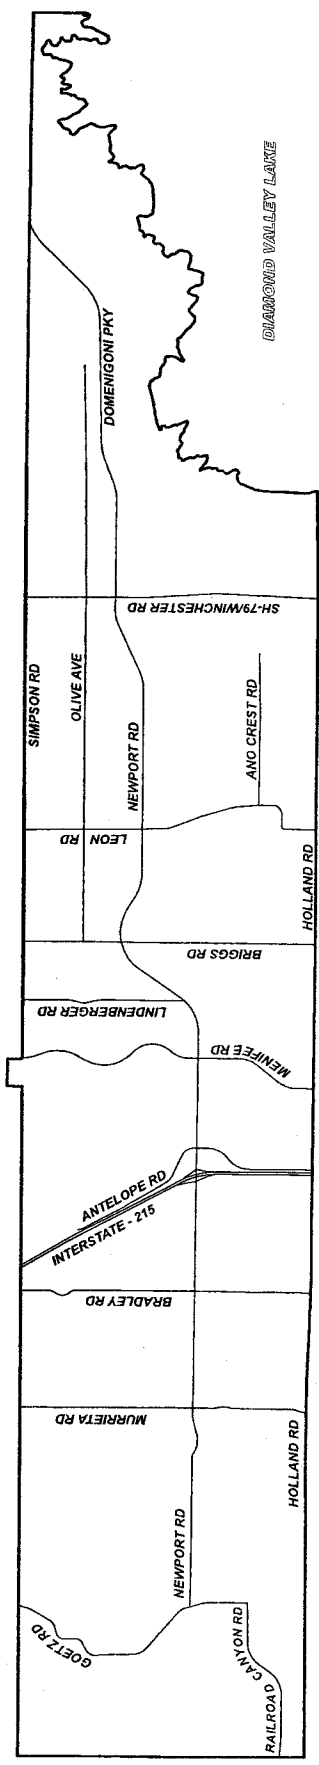 DIAMOND VALLEY LAKE
DOMENIGONI PKY
SH-79/WINCHESTER RD
SIMPSON RD
OLIVE AVE
NEWPORT RD
ANO CREST RD
LEON RD
HOLLAND RD
BRIGGS RD
LINDENBERGER RD
MENIFEE RD
ANTELOPE RD
INTERSTATE - 215
BRADLEY RD
MURRIETA RD
HOLLAND RD
NEWPORT RD
GOETZ RD
RAILROAD CANYON RD